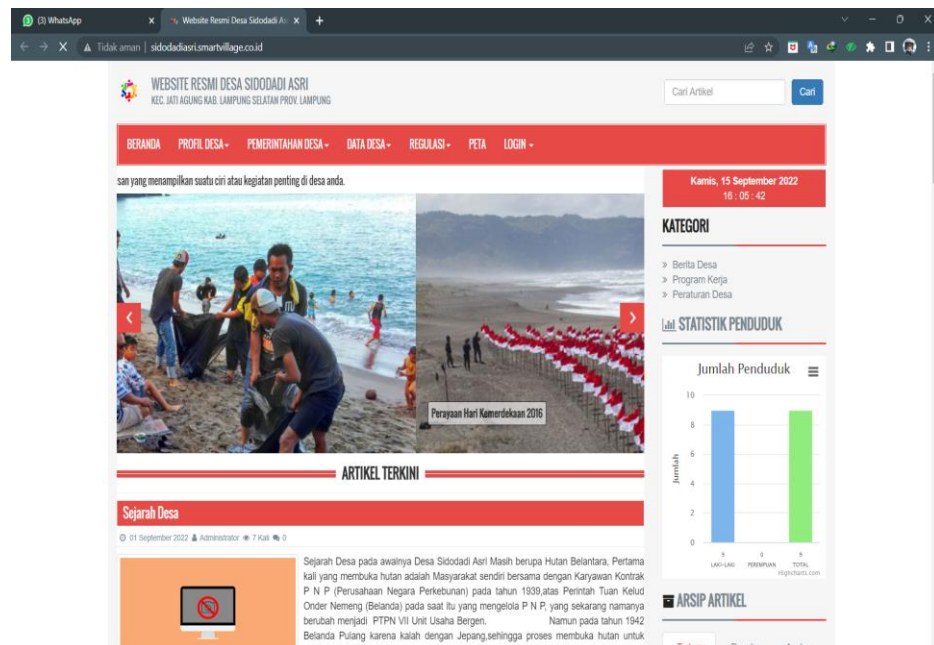 (3) WhatsApp
Website Resmi Desa Sidodadi As
Tidak aman | sidodadiasri.smartvillage.co.id
WEBSITE RESMI DESA SIDODADI ASRI
KEC. JATI AGUNG KAB. LAMPUNG SELATAN PROV. LAMPUNG
Cari Artikel
Cari
BERANDA PROFIL DESA PEMERINTAHAN DESA DATA DESA REGULASI PETA LOGIN
san yang menampilkan suatu ciri atau kegiatan penting di desa anda.
Perayaan Hari Kemerdekaan 2016
Kamis, 15 September 2022
16 : 05 : 42
KATEGORI
» Berita Desa
» Program Kerja
» Peraturan Desa
STATISTIK PENDUDUK
Jumlah Penduduk
Jumlah
10
8
6
4
2
0
9 9
LAKI-LAKI PEREMPUAN TOTAL
Highcharts.com
ARSIP ARTIKEL
ARTIKEL TERKINI
Sejarah Desa
01 September 2022 Administrator 7 Kali 0
Sejarah Desa pada awalnya Desa Sidodadi Asri Masih berupa Hutan Belantara, Pertama
kali yang membuka hutan adalah Masyarakat sendiri bersama dengan Karyawan Kontrak
P N P (Perusahaan Negara Perkebunan) pada tahun 1939,atas Perintah Tuan Kelud
Onder Nemeng (Belanda) pada saat itu yang mengelola P N P, yang sekarang namanya
berubah menjadi PTPN VII Unit Usaha Bergen. Namun pada tahun 1942
Belanda Pulang karena kalah dengan Jepang,sehingga proses membuka hutan untuk